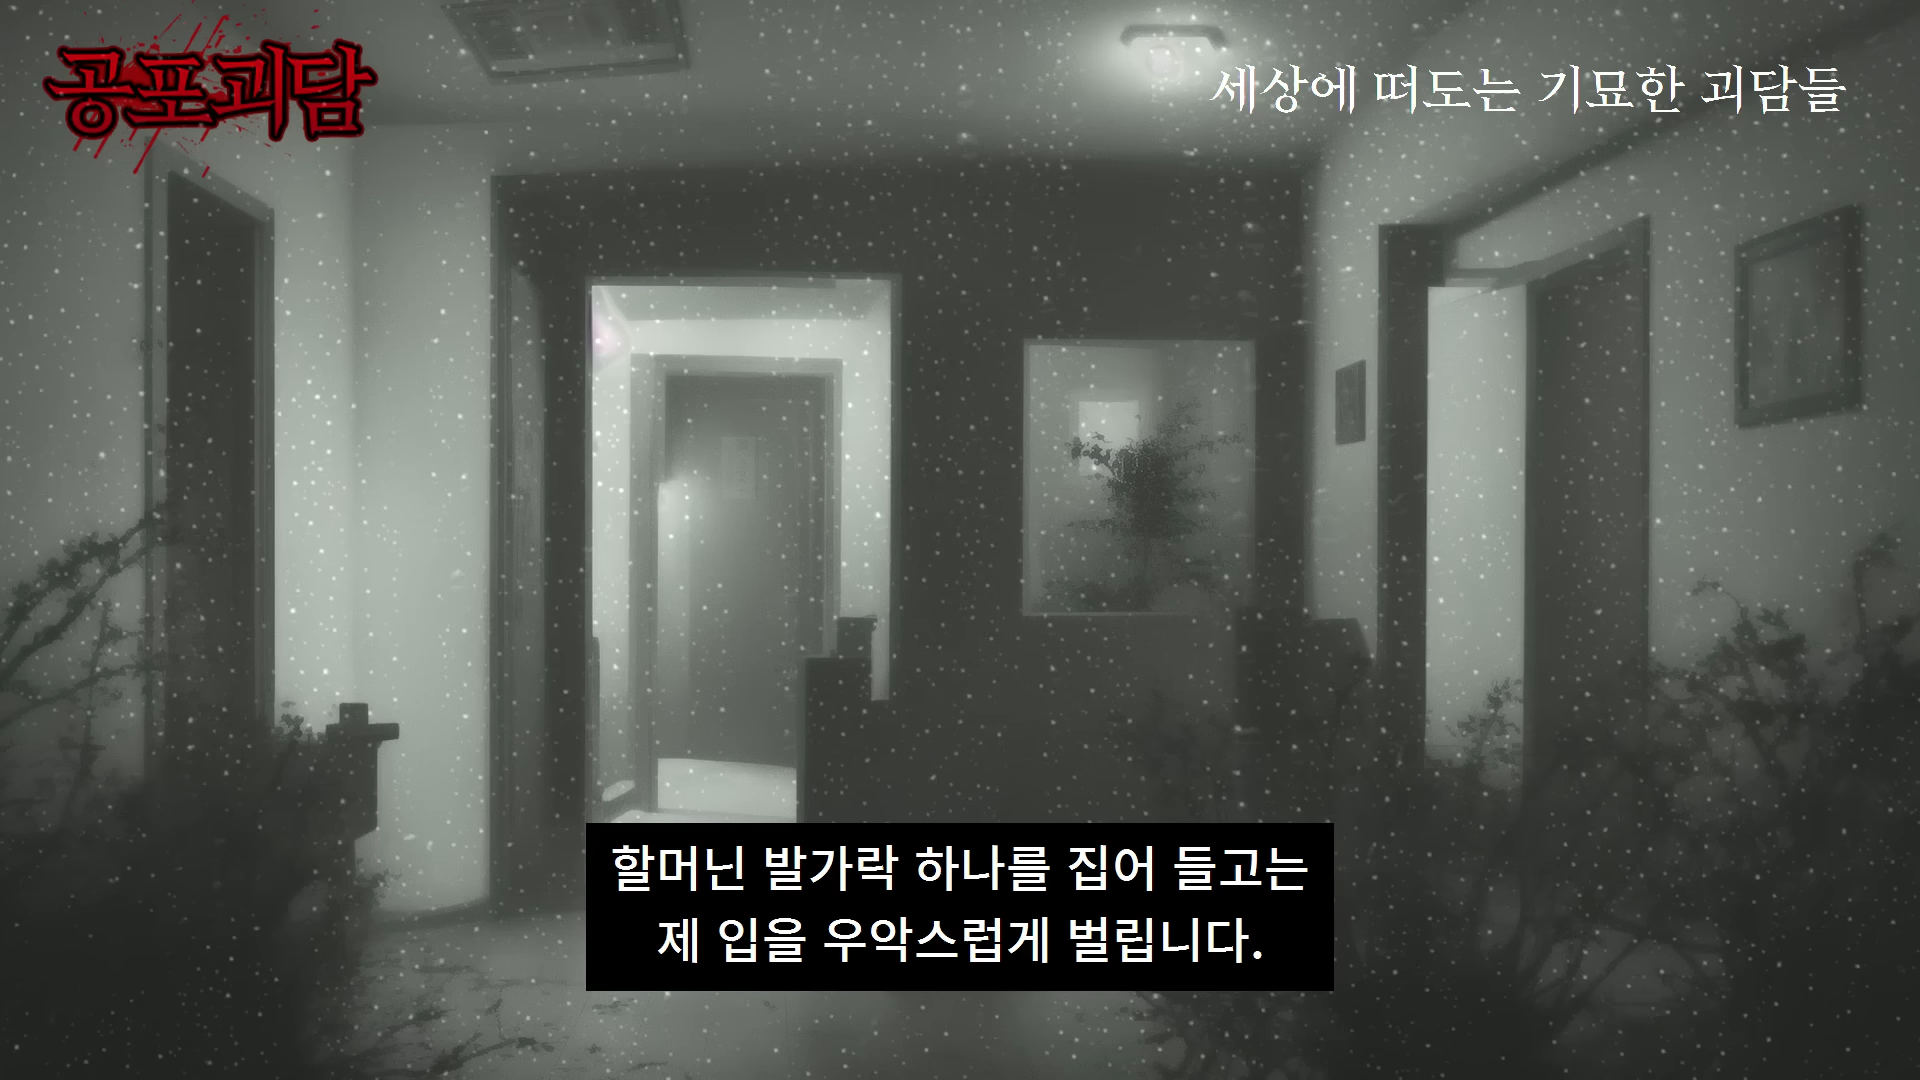 공포괴담
세상에 떠도는 기묘한 괴담들
할머닌 발가락 하나를 집어 들고는
제 입을 우악스럽게 벌립니다.